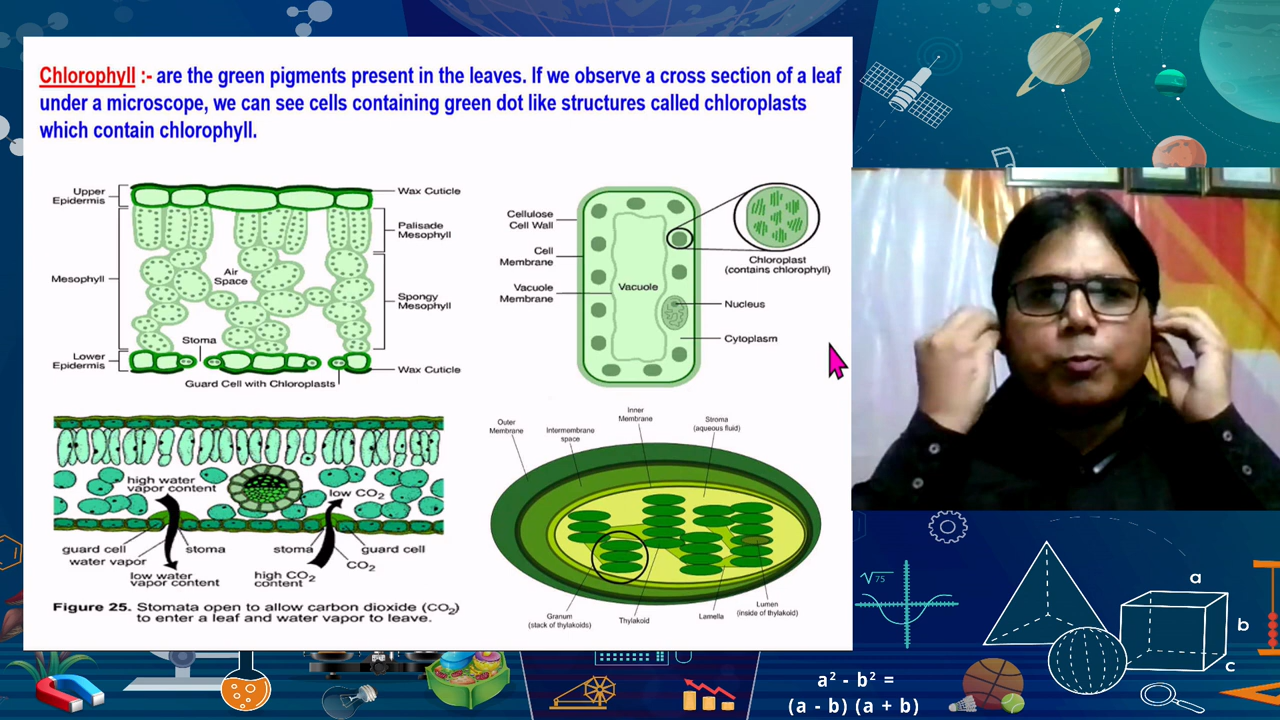 Chlorophyll :- are the green pigments present in the leaves. If we observe a cross section of a leaf
under a microscope, we can see cells containing green dot like structures called chloroplasts
which contain chlorophyll.
Upper
Epidermis
Wax Cuticle
Palisade
Mesophyll
Mesophyll
Air
Space
Spongy
Mesophyll
Stoma
Lower
Epidermis
Wax Cuticle
Guard Cell with Chloroplasts
Cellulose
Cell Wall
Cell
Membrane
Vacuole
Membrane
Vacuole
Chloroplast
(contains chlorophyll)
Nucleus
Cytoplasm
high water
vapor content
low CO2
guard cell
stoma
stoma
guard cell
water vapor
CO2
low water
vapor content
high CO2
content
Figure 25. Stomata open to allow carbon dioxide (CO2)
to enter a leaf and water vapor to leave.
Outer
Membrane
Intermembrane
space
Inner
Membrane
Stroma
(aqueous fluid)
Granum
(stack of thylakoids)
Thylakoid
Lamella
Lumen
(inside of thylakoid)
√75
a
b
c
a² - b² =
(a - b) (a + b)